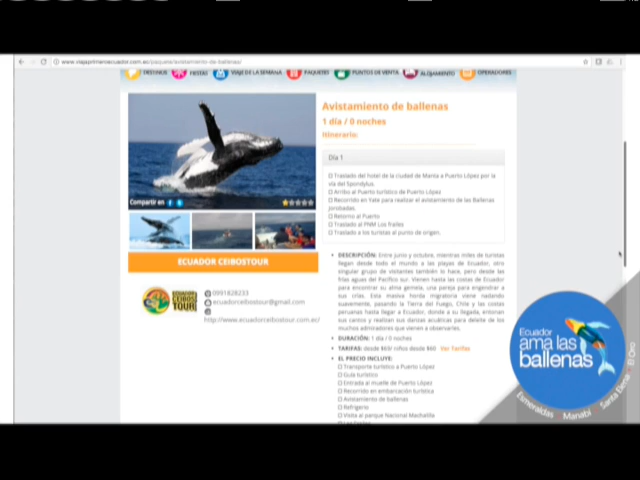 www.viajaprimeroecuador.com.ec/paquete/avistamiento-de-ballenas/
DESTINOS
FIESTAS
VIAJE DE LA SEMANA
PAQUETES
PUNTOS DE VENTA
ALOJAMIENTO
OPERADORES
Avistamiento de ballenas
1 día / 0 noches
Itinerario:
Día 1
Traslado del hotel de la ciudad de Manta a Puerto López por la
vía del Spondylus.
Arribo al Puerto turístico de Puerto López
Recorrido en Yate para realizar el avistamiento de las Ballenas
Jorobadas.
Retorno al Puerto
Traslado al PNM Los frailes
Traslado a los turistas al punto de origen.
Compartir en
ECUADOR CEIBOSTOUR
ECUADOR
CEIBOS
TOUR
0991828233
ecuadorceibostour@gmail.com
http://www.ecuadorceibostour.com.ec/
DESCRIPCIÓN: Entre junio y octubre, mientras miles de turistas
llegan desde todo el mundo a las playas de Ecuador, otro
singular grupo de visitantes también lo hace, pero desde las
frías aguas del Pacífico sur. Vienen hasta las costas de Ecuador
para encontrar su alma gemela, una pareja para engendrar a
sus crías. Esta masiva horda migratoria viene nadando
suavemente, pasando la Tierra del Fuego, Chile y las costas
peruanas hasta llegar a Ecuador, donde a su llegada, entonan
sus cantos y realizan sus danzas acuáticas para deleite de los
muchos admiradores que vienen a observarles.
DURACIÓN: 1 día / 0 noches
TARIFAS: desde $65r niños desde $60 Ver Tarifas
EL PRECIO INCLUYE:
Transporte turístico a Puerto López
Guía turístico
Entrada al muelle de Puerto López
Recorrido en embarcación turística
Avistamiento de ballenas
Refrigerio
Visita al parque Nacional Machalilla
Ecuador
ama las
ballenas
Esmeraldas
Manabí
Santa Elena
El Oro